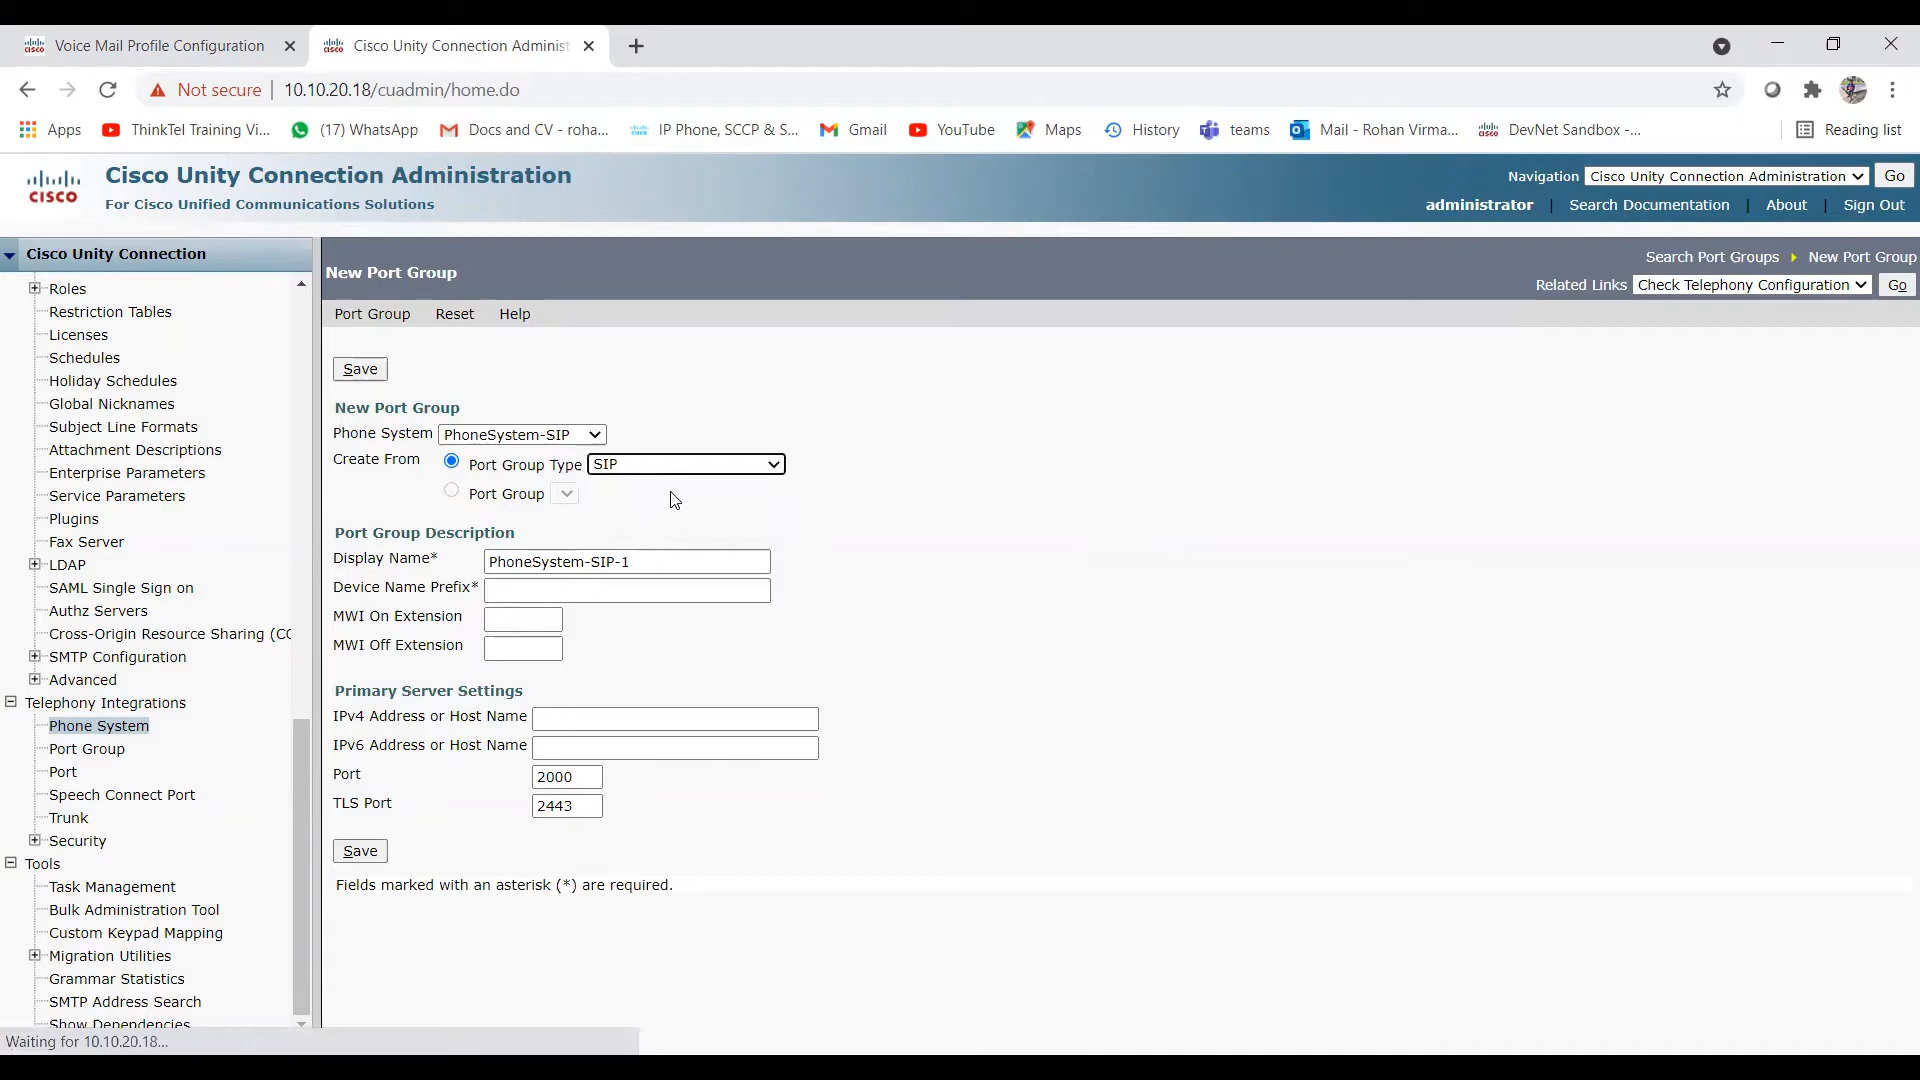 Voice Mail Profile Configuration
Cisco Unity Connection Administ
Not secure | 10.10.20.18/cuadmin/home.do
Apps
ThinkTel Training Vi...
(17) WhatsApp
Docs and CV - roha...
IP Phone, SCCP & S...
Gmail
YouTube
Maps
History
teams
Mail - Rohan Virma...
DevNet Sandbox -...
Reading list
CISCO
Cisco Unity Connection Administration
For Cisco Unified Communications Solutions
Navigation Cisco Unity Connection Administration Go
administrator | Search Documentation | About | Sign Out
Cisco Unity Connection
Roles
Restriction Tables
Licenses
Schedules
Holiday Schedules
Global Nicknames
Subject Line Formats
Attachment Descriptions
Enterprise Parameters
Service Parameters
Plugins
Fax Server
LDAP
SAML Single Sign on
Authz Servers
Cross-Origin Resource Sharing (CO
SMTP Configuration
Advanced
Telephony Integrations
Phone System
Port Group
Port
Speech Connect Port
Trunk
Security
Tools
Task Management
Bulk Administration Tool
Custom Keypad Mapping
Migration Utilities
Grammar Statistics
SMTP Address Search
Show Dependencies
Waiting for 10.10.20.18...
New Port Group
Search Port Groups New Port Group
Related Links Check Telephony Configuration Go
Port Group Reset Help
Save
New Port Group
Phone System PhoneSystem-SIP
Create From Port Group Type SIP
Port Group
Port Group Description
Display Name* PhoneSystem-SIP-1
Device Name Prefix*
MWI On Extension
MWI Off Extension
Primary Server Settings
IPv4 Address or Host Name
IPv6 Address or Host Name
Port 2000
TLS Port 2443
Save
Fields marked with an asterisk (*) are required.